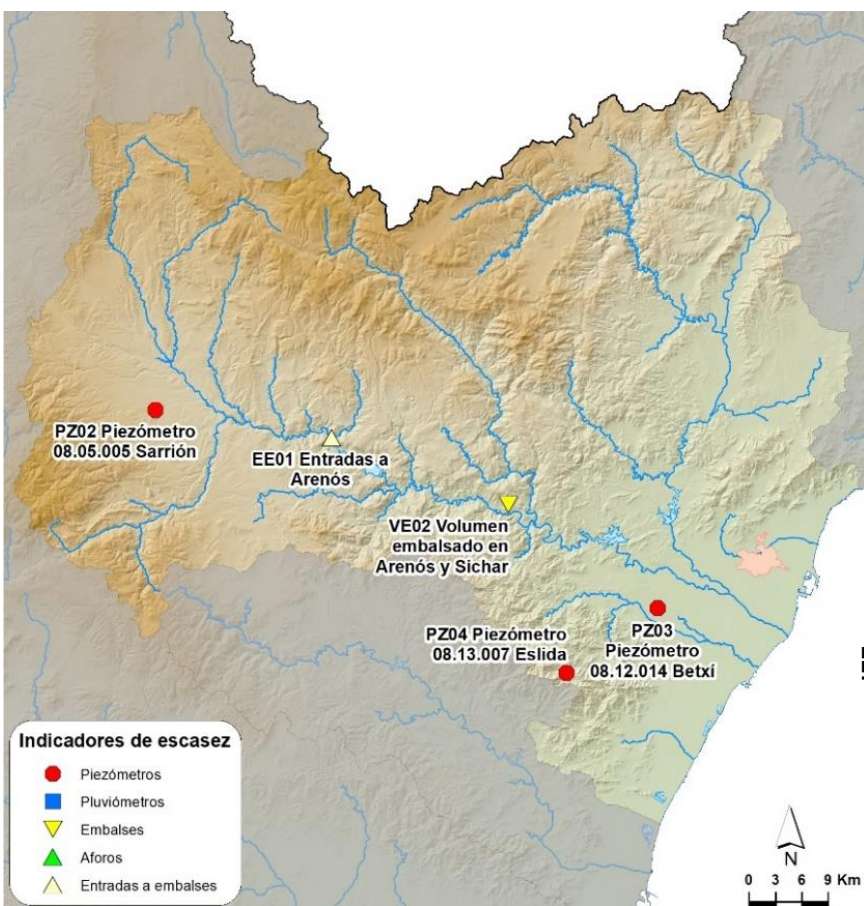 PZ02 Piezómetro
08.05.005 Sarrión
EE01 Entradas a
Arenós
VE02 Volumen
embalsado en
Arenós y Sichar
PZ04 Piezómetro
08.13.007 Eslida
PZ03
Piezómetro
08.12.014 Betxí
Indicadores de escasez
Piezómetros
Pluviómetros
Embalses
Aforos
Entradas a embalses
N
0 3 6 9 Km